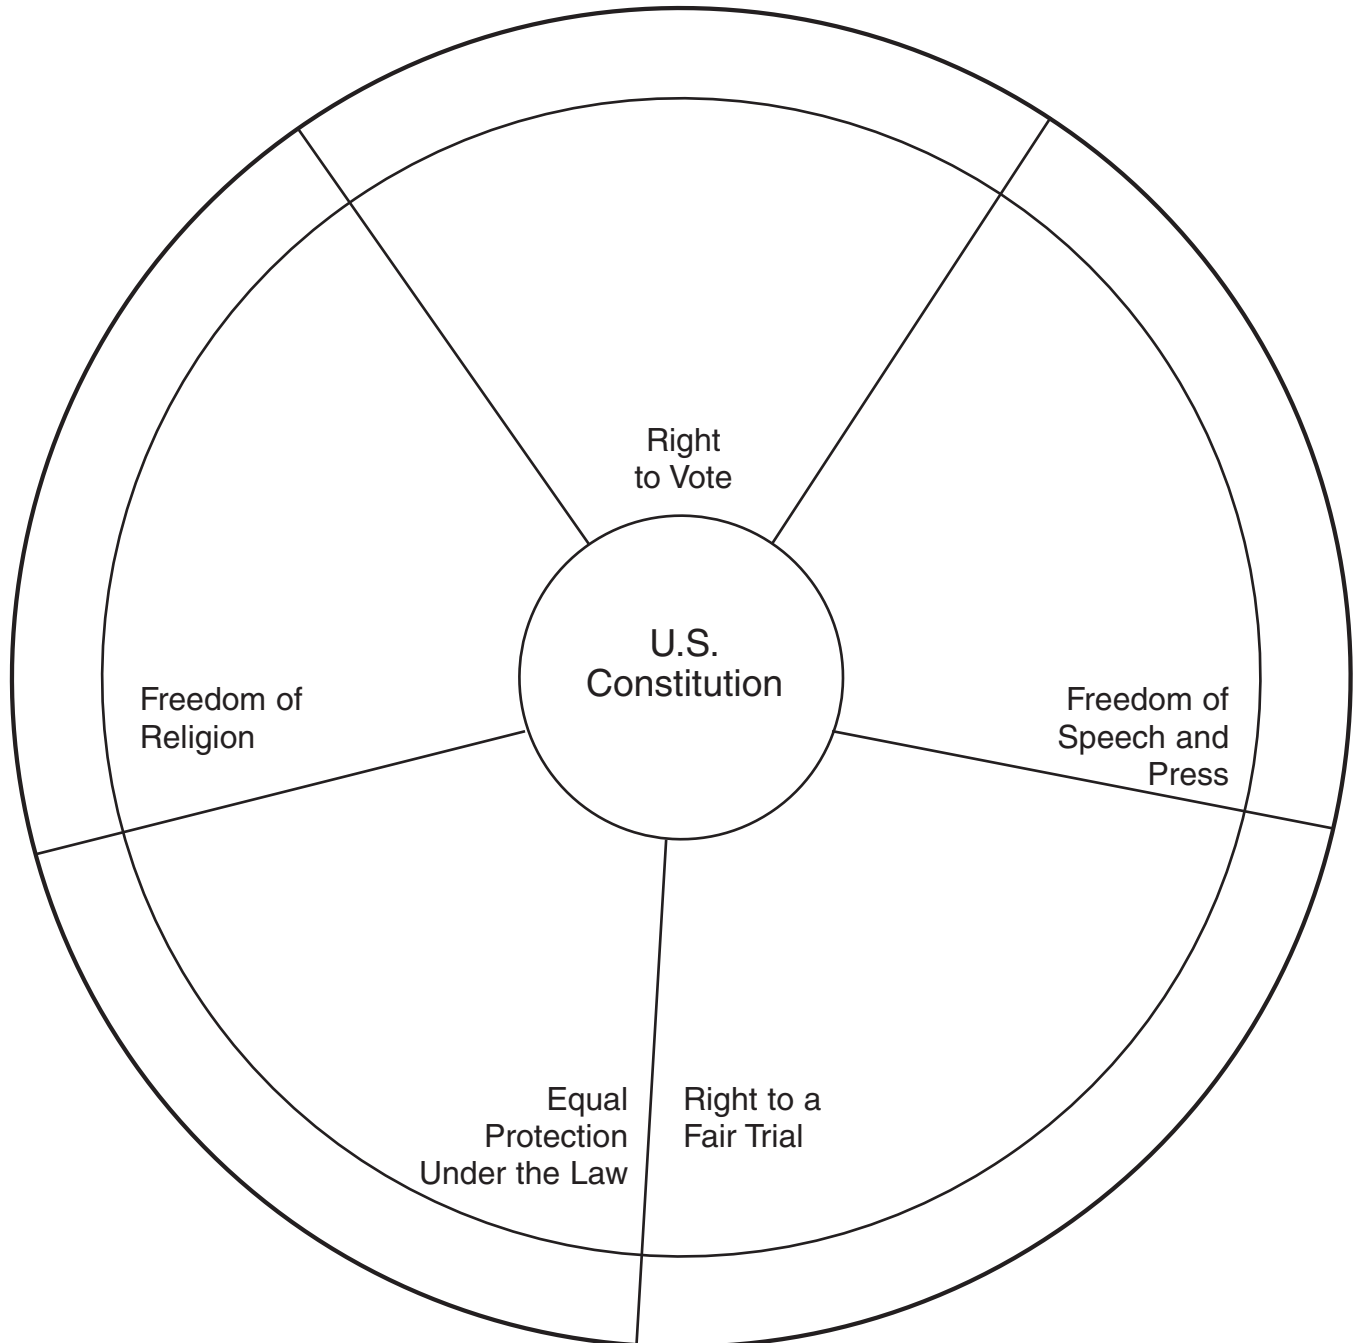 Right
to Vote
U.S.
Constitution
Freedom of
Religion
Freedom of
Speech and
Press
Equal
Protection
Under the Law
Right to a
Fair Trial